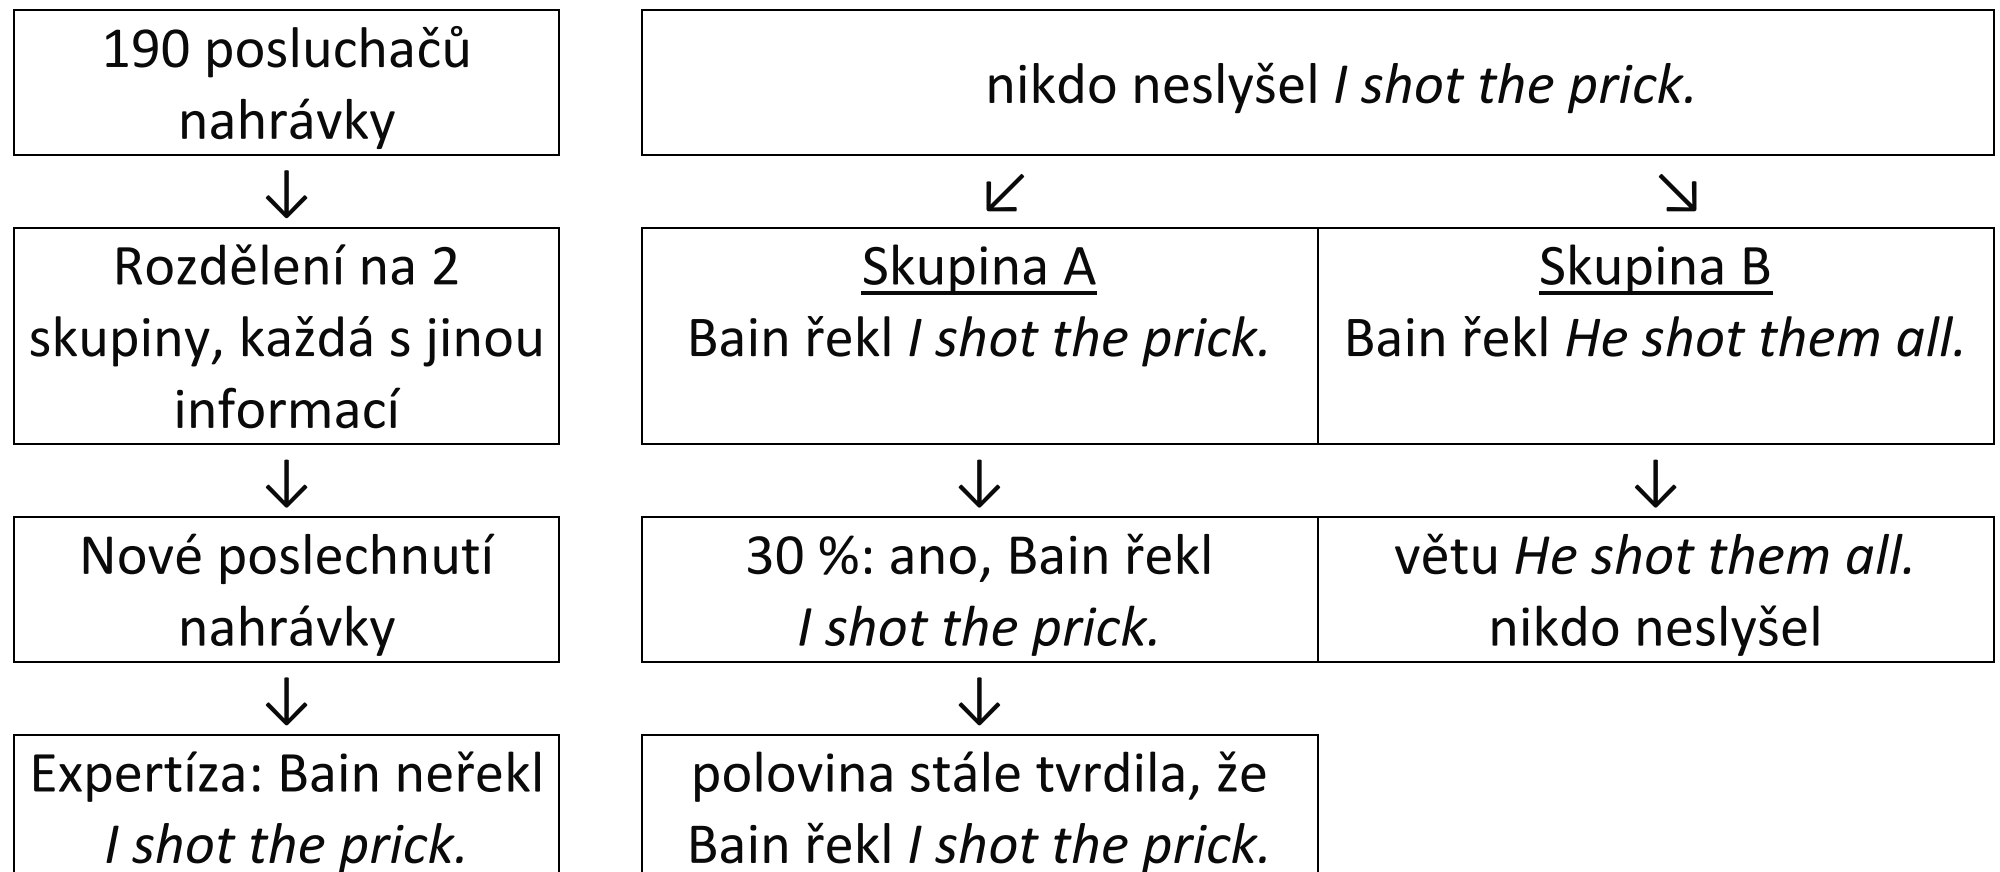 190 posluchačů
nahrávky
nikdo neslyšel I shot the prick.
Rozdělení na 2
skupiny, každá s jinou
informací
Skupina A
Bain řekl I shot the prick.
Skupina B
Bain řekl He shot them all.
Nové poslechnutí
nahrávky
30 %: ano, Bain řekl
I shot the prick.
větu He shot them all.
nikdo neslyšel
Expertíza: Bain neřekl
I shot the prick.
polovina stále tvrdila, že
Bain řekl I shot the prick.